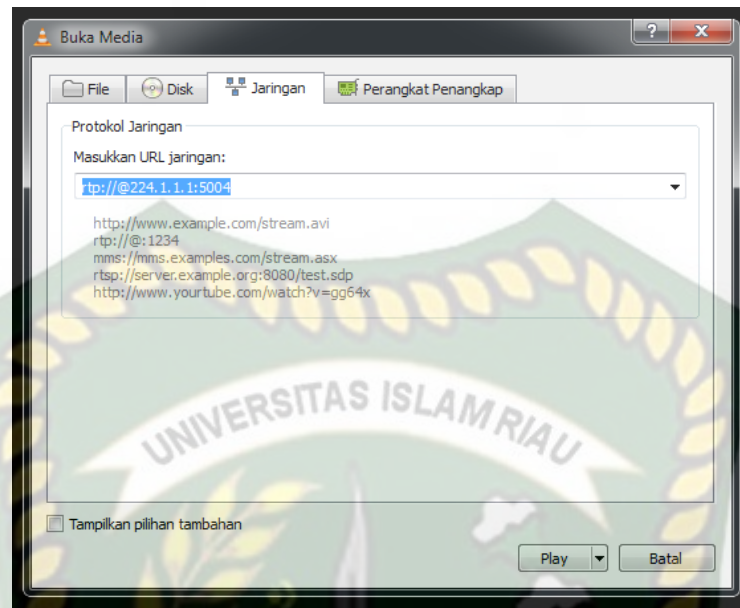 Buka Media
File Disk Jaringan Perangkat Penangkap
Protokol Jaringan
Masukkan URL jaringan:
rtp://@224.1.1.1:5004
http://www.example.com/stream.avi
rtp://@:1234
mms://mms.examples.com/stream.asx
rtsp://server.example.org:8080/test.sdp
http://www.yourtube.com/watch?v=gg64x
UNIVERSITAS ISLAM RIAU
Tampilkan pilihan tambahan
Play Batal